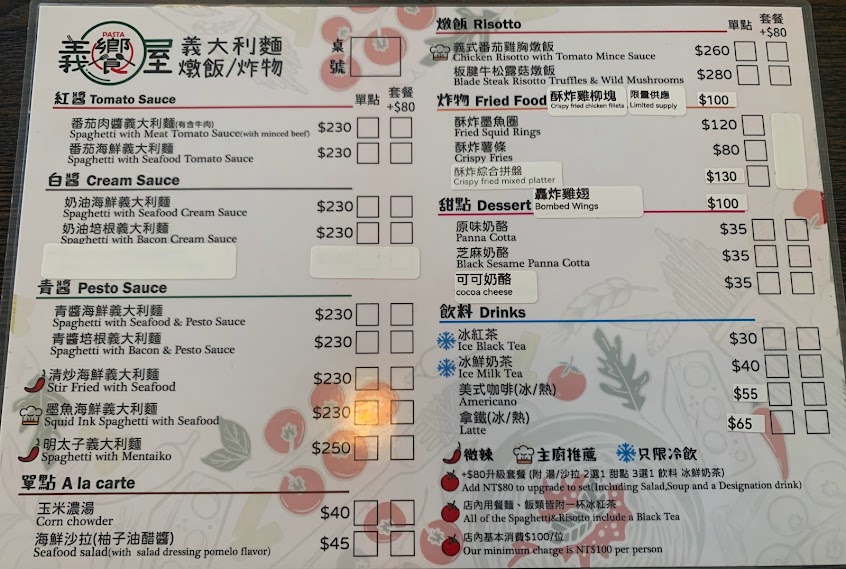 PASTA
義饗屋
義大利麵
燉飯/炸物
桌號
紅醬 Tomato Sauce
單點 套餐 +$80
番茄肉醬義大利麵(有含牛肉)
Spaghetti with Meat Tomato Sauce(with minced beef) $230
番茄海鮮義大利麵
Spaghetti with Seafood Tomato Sauce $230
白醬 Cream Sauce
奶油海鮮義大利麵
Spaghetti with Seafood Cream Sauce $230
奶油培根義大利麵
Spaghetti with Bacon Cream Sauce $230
青醬 Pesto Sauce
青醬海鮮義大利麵
Spaghetti with Seafood & Pesto Sauce $230
青醬培根義大利麵
Spaghetti with Bacon & Pesto Sauce $230
清炒海鮮義大利麵
Stir Fried with Seafood $230
墨魚海鮮義大利麵
Squid Ink Spaghetti with Seafood $230
明太子義大利麵
Spaghetti with Mentaiko $250
單點 A la carte
玉米濃湯
Corn chowder $40
海鮮沙拉(柚子油醋醬)
Seafood salad(with salad dressing pomelo flavor) $45
燉飯 Risotto
單點 套餐 +$80
義式番茄雞胸燉飯
Chicken Risotto with Tomato Mince Sauce $260
板腱牛松露菇燉飯
Blade Steak Risotto Truffles & Wild Mushrooms $280
炸物 Fried Food
酥炸雞柳塊 限量供應
Crispy fried chicken fillets Limited supply $100
酥炸墨魚圈
Fried Squid Rings $120
酥炸薯條
Crispy Fries $80
酥炸綜合拼盤
Crispy fried mixed platter $130
轟炸雞翅
Bombed Wings $100
甜點 Dessert
原味奶酪
Panna Cotta $35
芝麻奶酪
Black Sesame Panna Cotta $35
可可奶酪
cocoa cheese $35
飲料 Drinks
冰紅茶
Ice Black Tea $30
冰鮮奶茶
Ice Milk Tea $40
美式咖啡(冰/熱)
Americano $55
拿鐵(冰/熱)
Latte $65
微辣 主廚推薦 只限冷飲
+$80升級套餐 (附 湯/沙拉 2選1 甜點 3選1 飲料 冰鮮奶茶)
Add NT$80 to upgrade to set(Including Salad,Soup and a Designation drink)
店內用餐麵、飯類皆附一杯冰紅茶
All of the Spaghetti&Risotto include a Black Tea
店內基本消費$100/位
Our minimum charge is NT$100 per person